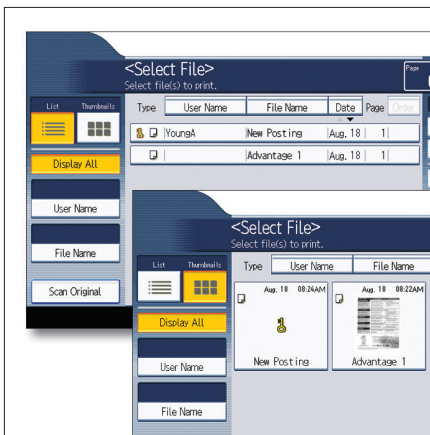 <Select File>
Select file(s) to print.
Page
List Thumbnails
Type User Name File Name Date Page Order
YoungA New Posting Aug. 18 1
Advantage 1 Aug. 18 1
Display All
User Name
File Name
Scan Original
<Select File>
Select file(s) to print.
List Thumbnails
Type User Name File Name
Aug. 18 08:24AM Aug. 18 08:22AM
New Posting Advantage 1
Display All
User Name
File Name